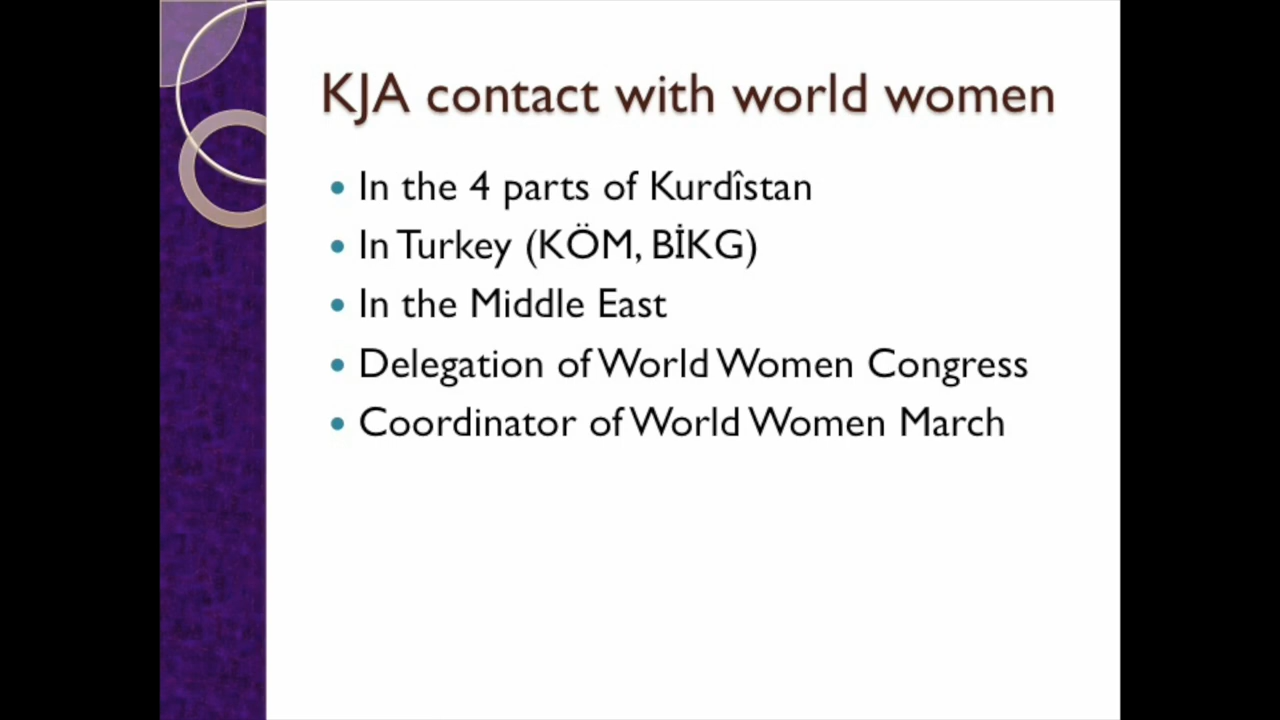 KJA contact with world women
• In the 4 parts of Kurdîstan
• In Turkey (KÖM, BİKG)
• In the Middle East
• Delegation of World Women Congress
• Coordinator of World Women March